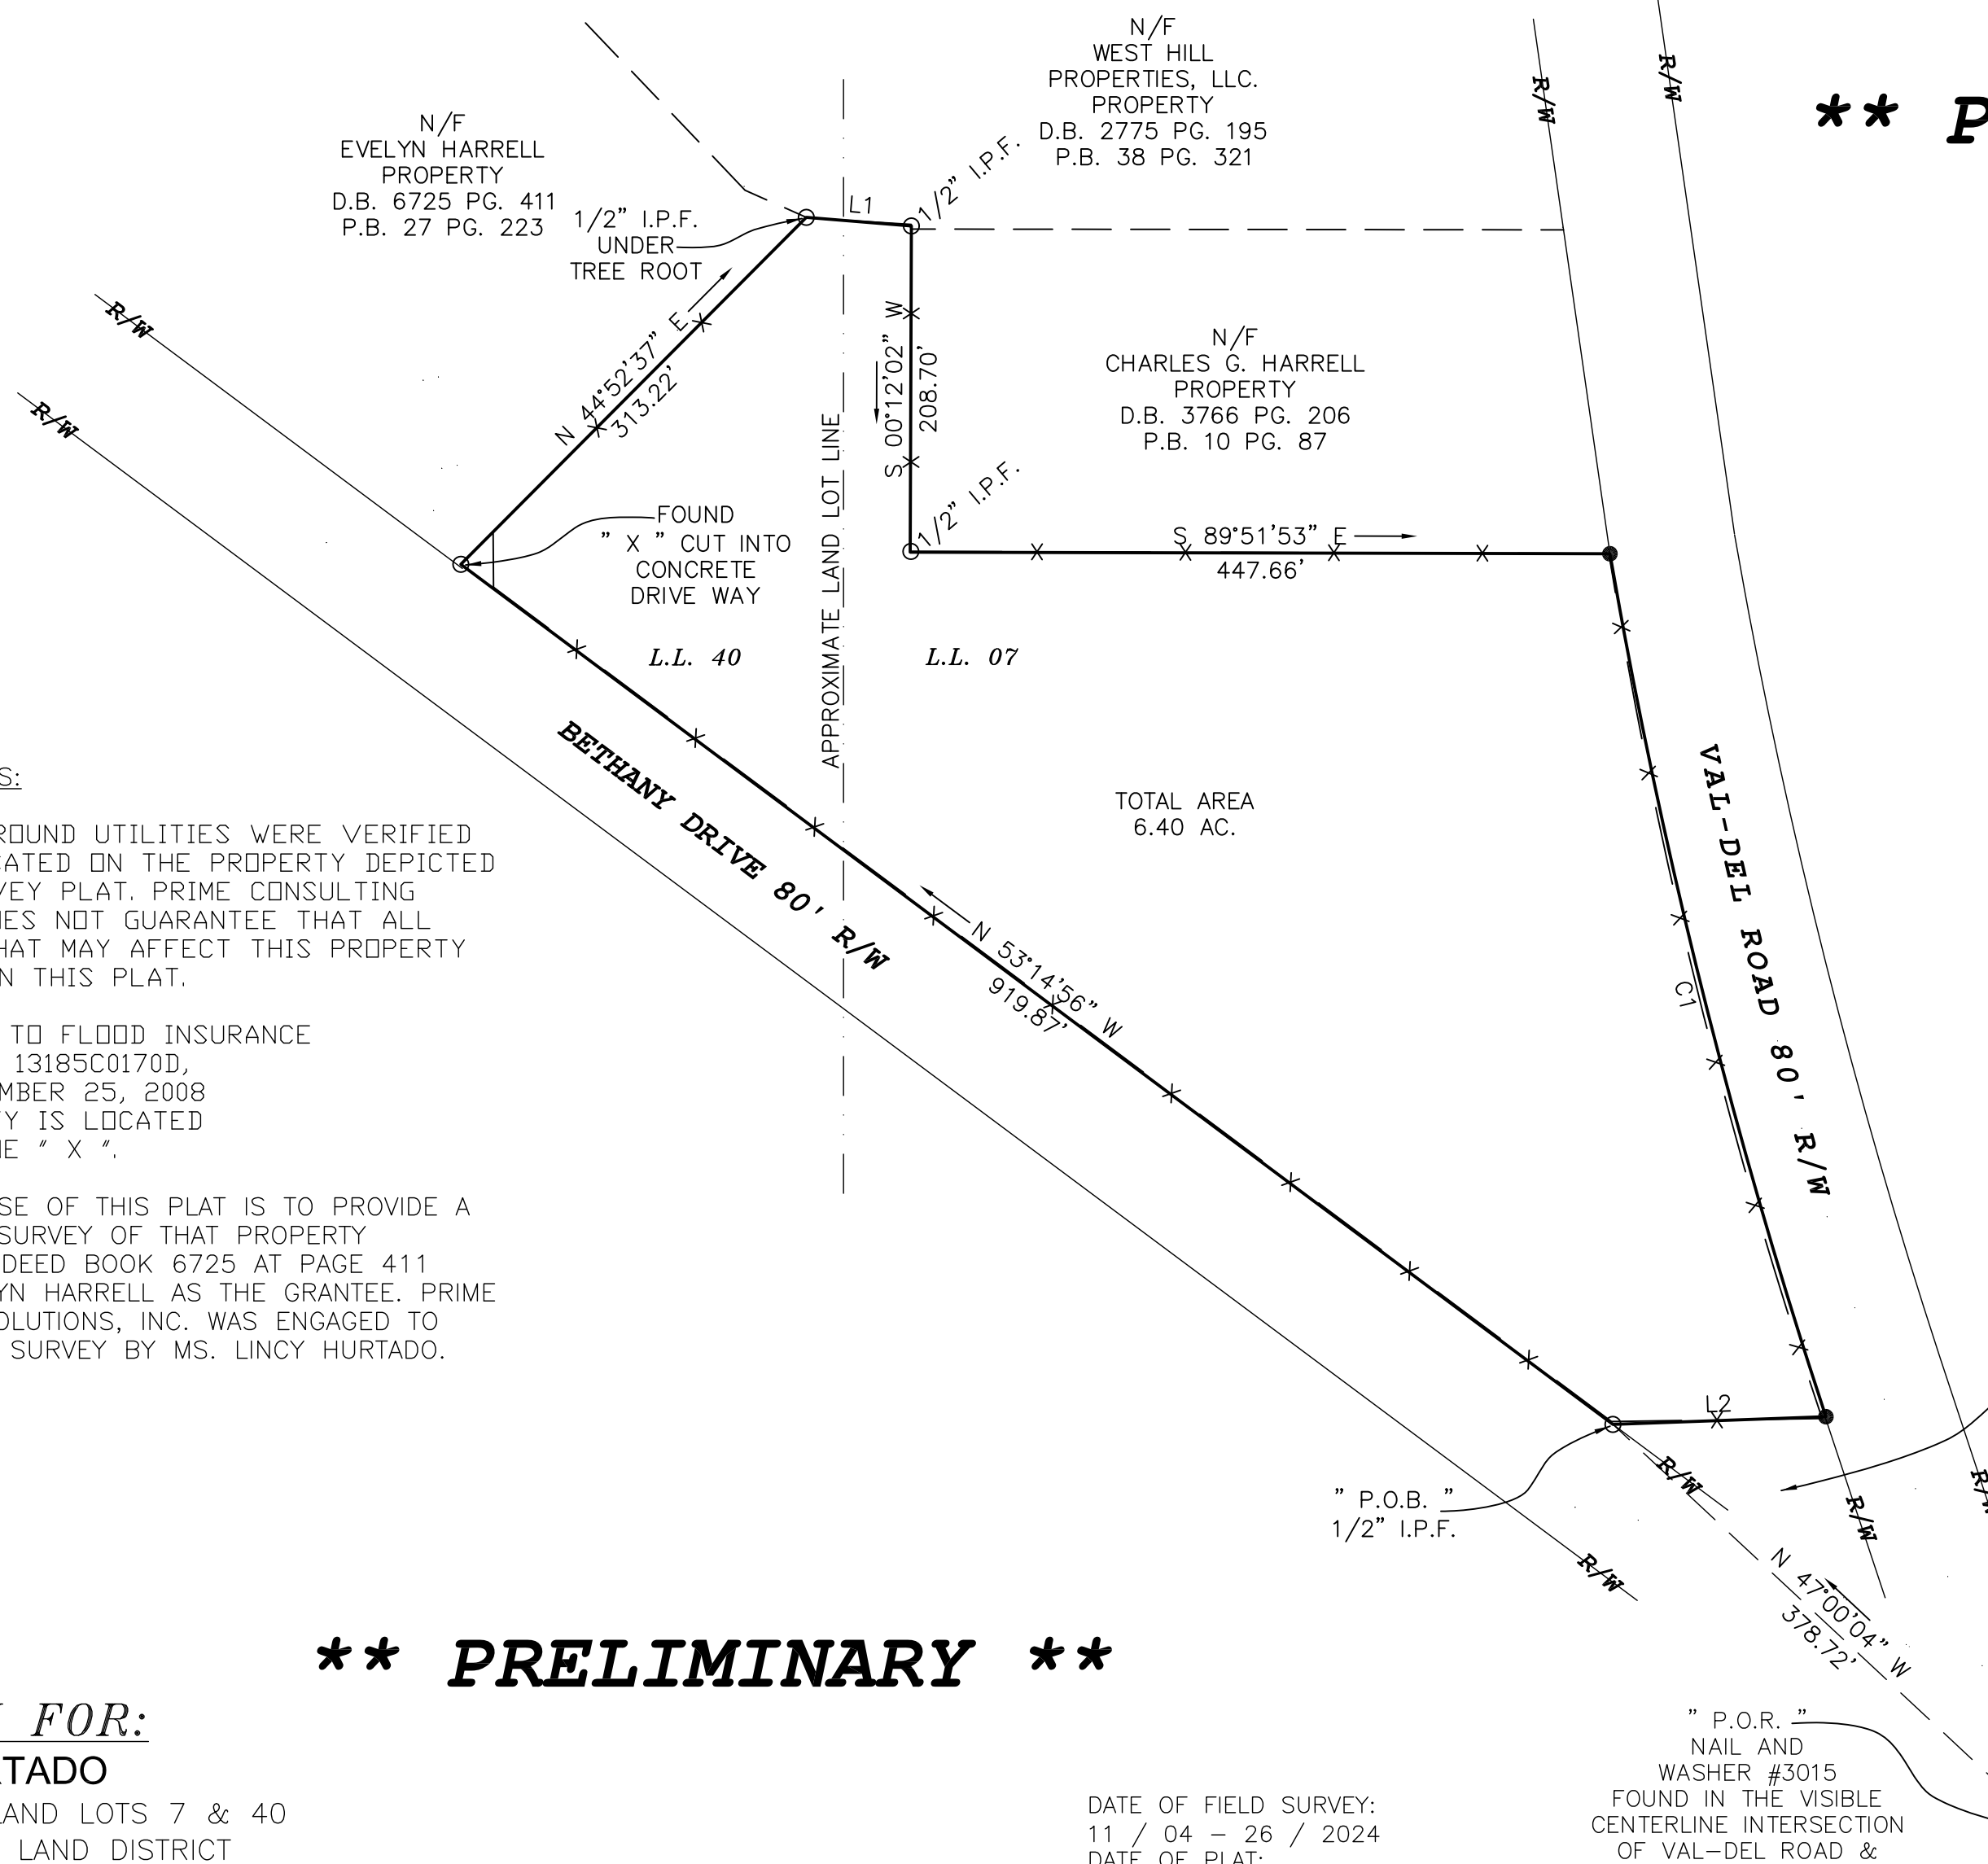 N/F
WEST HILL
PROPERTIES, LLC.
PROPERTY
D.B. 2775 PG. 195
P.B. 38 PG. 321
R/W
R/W
** P
N/F
EVELYN HARRELL
PROPERTY
D.B. 6725 PG. 411
P.B. 27 PG. 223
1/2" I.P.F.
UNDER
TREE ROOT
L1
1/2" I.P.F.
R/W
R/W
N 44°52'37" E
313.22'
S 00°12'02" W
208.70'
N/F
CHARLES G. HARRELL
PROPERTY
D.B. 3766 PG. 206
P.B. 10 PG. 87
1/2" I.P.F.
FOUND
" X " CUT INTO
CONCRETE
DRIVE WAY
APPROXIMATE LAND LOT LINE
S 89°51'53" E
447.66'
L.L. 40
L.L. 07
BETHANY DRIVE 80' R/W
TOTAL AREA
6.40 AC.
VAL-DEL ROAD 80' R/W
C1
N 53°14'56" W
919.87'
S:
ROUND UTILITIES WERE VERIFIED
CATED ON THE PROPERTY DEPICTED
VEY PLAT. PRIME CONSULTING
ES NOT GUARANTEE THAT ALL
HAT MAY AFFECT THIS PROPERTY
N THIS PLAT.
TO FLOOD INSURANCE
13185C0170D,
MBER 25, 2008
Y IS LOCATED
E " X ".
SE OF THIS PLAT IS TO PROVIDE A
SURVEY OF THAT PROPERTY
DEED BOOK 6725 AT PAGE 411
YN HARRELL AS THE GRANTEE. PRIME
OLUTIONS, INC. WAS ENGAGED TO
SURVEY BY MS. LINCY HURTADO.
L2
" P.O.B. "
1/2" I.P.F.
R/W
R/W
R/W
R/W
N 47°00'04" W
378.72'
** PRELIMINARY **
FOR:
TADO
LAND LOTS 7 & 40
LAND DISTRICT
DATE OF FIELD SURVEY:
11 / 04 - 26 / 2024
DATE OF PLAT:
" P.O.R. "
NAIL AND
WASHER #3015
FOUND IN THE VISIBLE
CENTERLINE INTERSECTION
OF VAL-DEL ROAD &